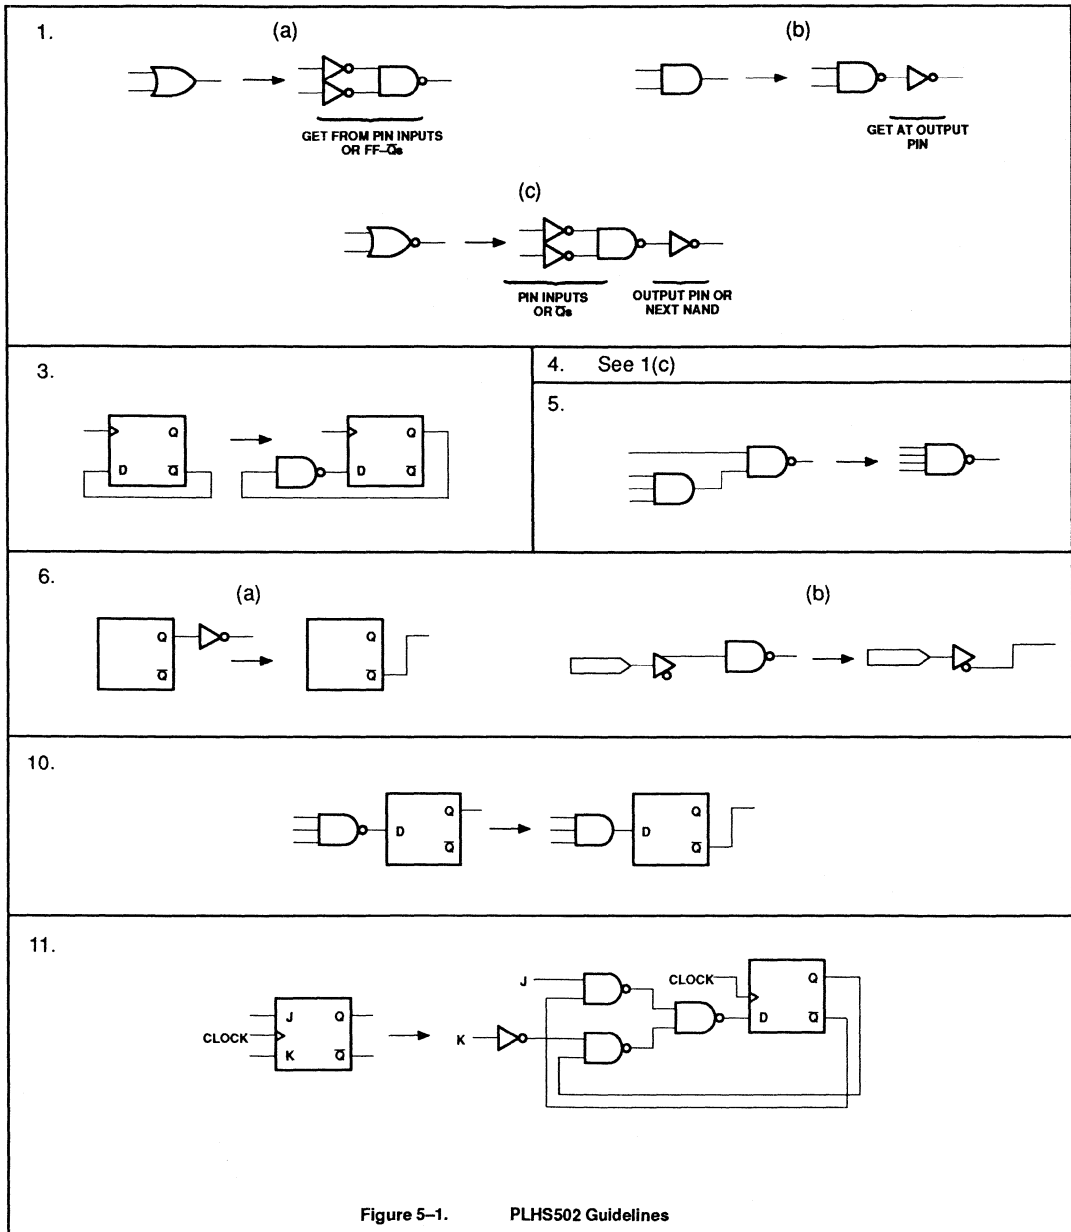 1.
(a)
(b)
GET FROM PIN INPUTS
OR FF–Q̅s
GET AT OUTPUT
PIN
(c)
PIN INPUTS
OR Q̅s
OUTPUT PIN OR
NEXT NAND
3.
Q
D
Q̅
Q
D
Q̅
4. See 1(c)
5.
6.
(a)
(b)
Q
Q̅
Q
Q̅
10.
D
Q
Q̅
D
Q
Q̅
11.
J
Q
CLOCK
K
Q̅
J
K
CLOCK
Q
D
Q̅
Figure 5–1. PLHS502 Guidelines